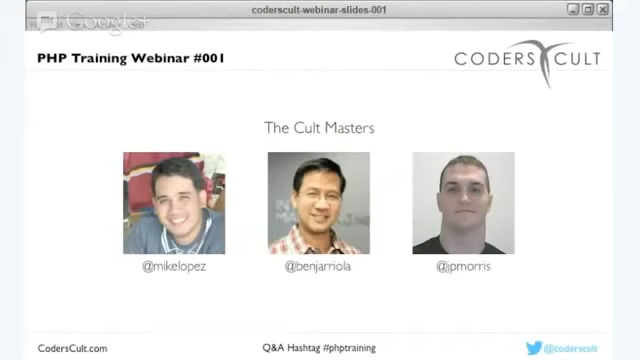 coderscult-webinar-slides-001
Google+
PHP Training Webinar #001
CODERS CULT
The Cult Masters
@mikelopez
@benjarriola
@jpmorris
CodersCult.com
Q&A Hashtag #phptraining
@coderscult